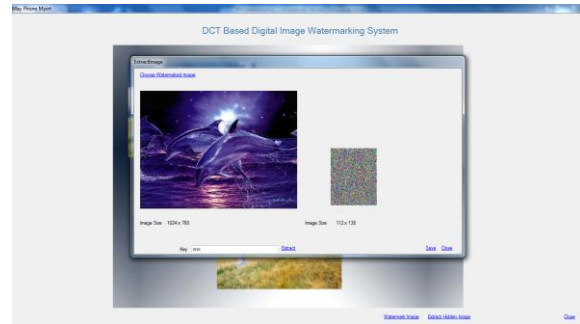 May Phone Myint
DCT Based Digital Image Watermarking System
ExtractImage
Choose Watermarked Image
Image Size 1024 x 768
Image Size 112 x 138
Key
Extract
Save Close
Watermark Image Extract Hidden Image Close